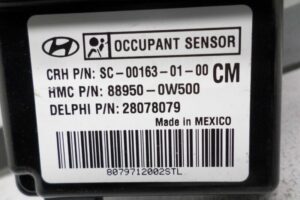 OCCUPANT SENSOR
CRH P/N: SC-00163-01-00 CM
HMC P/N: 88950-0W500
DELPHI P/N: 28078079
Made in MEXICO
8079712002STL